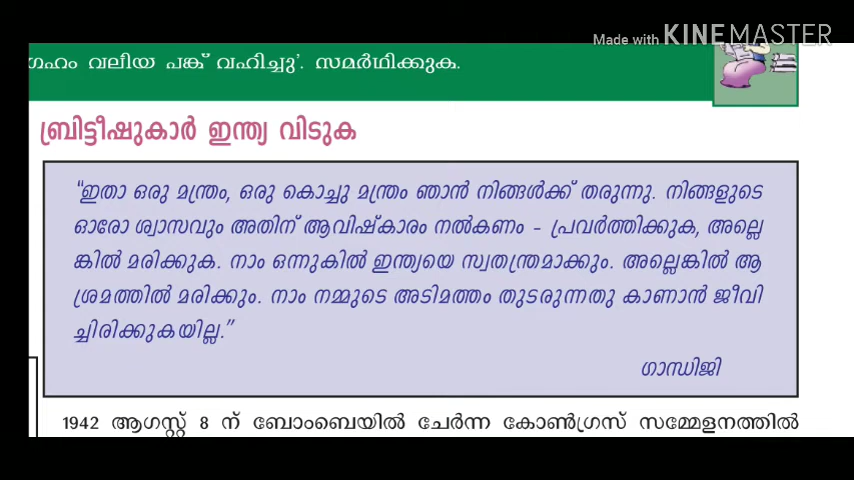 Made with KINEMASTER
ഗ്രഹം വലിയ പങ്ക് വഹിച്ചു'. സമർഥിക്കുക.
ബ്രിട്ടീഷുകാർ ഇന്ത്യ വിടുക
"ഇതാ ഒരു മന്ത്രം, ഒരു കൊച്ചു മന്ത്രം ഞാൻ നിങ്ങൾക്ക് തരുന്നു. നിങ്ങളുടെ
ഓരോ ശ്വാസവും അതിന് ആവിഷ്കാരം നൽകണം - പ്രവർത്തിക്കുക, അല്ലെ
ങ്കിൽ മരിക്കുക. നാം ഒന്നുകിൽ ഇന്ത്യയെ സ്വതന്ത്രമാക്കും. അല്ലെങ്കിൽ ആ
ശ്രമത്തിൽ മരിക്കും. നാം നമ്മുടെ അടിമത്തം തുടരുന്നതു കാണാൻ ജീവി
ച്ചിരിക്കുകയില്ല."
ഗാന്ധിജി
1942 ആഗസ്റ്റ് 8 ന് ബോംബെയിൽ ചേർന്ന കോൺഗ്രസ് സമ്മേളനത്തിൽ